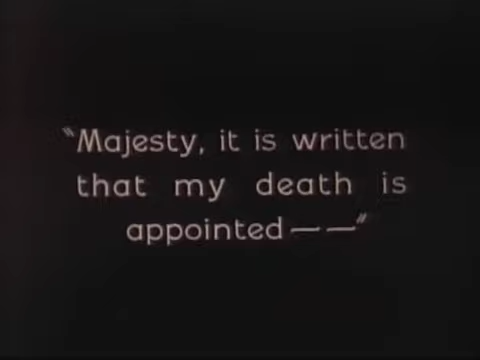 "Majesty, it is written
that my death is
appointed — —"